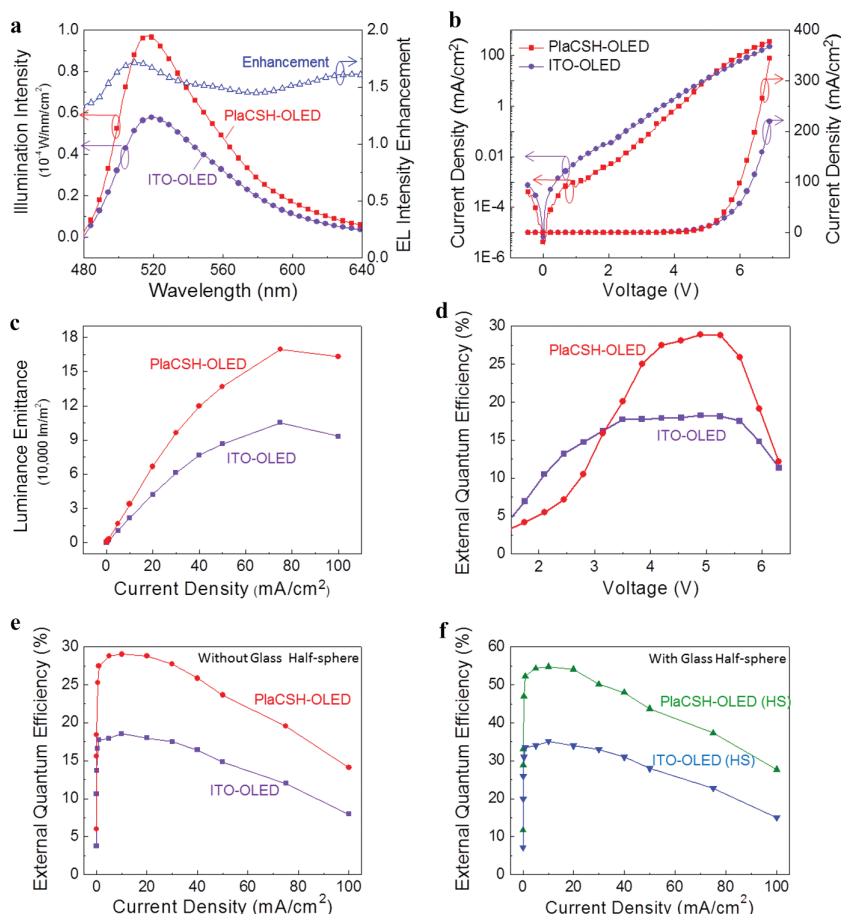 a
Illumination Intensity
(10⁻⁴ W/nm/cm²)
1.0
0.8
0.6
0.4
0.2
0.0
Enhancement
PlaCSH-OLED
ITO-OLED
2.0
1.6
1.2
0.8
0.4
0.0
EL Intensity Enhancement
480 520 560 600 640
Wavelength (nm)
b
Current Density (mA/cm²)
100
1
0.01
1E-4
1E-6
PlaCSH-OLED
ITO-OLED
400
300
200
100
0
Current Density (mA/cm²)
0 2 4 6
Voltage (V)
c
Luminance Emittance
(10,000 lm/m²)
18
15
12
9
6
3
0
PlaCSH-OLED
ITO-OLED
0 20 40 60 80 100
Current Density (mA/cm²)
d
External Quantum Efficiency (%)
30
25
20
15
10
5
0
PlaCSH-OLED
ITO-OLED
2 3 4 5 6
Voltage (V)
e
External Quantum Efficiency (%)
30
25
20
15
10
5
0
Without Glass Half-sphere
PlaCSH-OLED
ITO-OLED
0 20 40 60 80 100
Current Density (mA/cm²)
f
External Quantum Efficiency (%)
60
50
40
30
20
10
0
With Glass Half-sphere
PlaCSH-OLED (HS)
ITO-OLED (HS)
0 20 40 60 80 100
Current Density (mA/cm²)